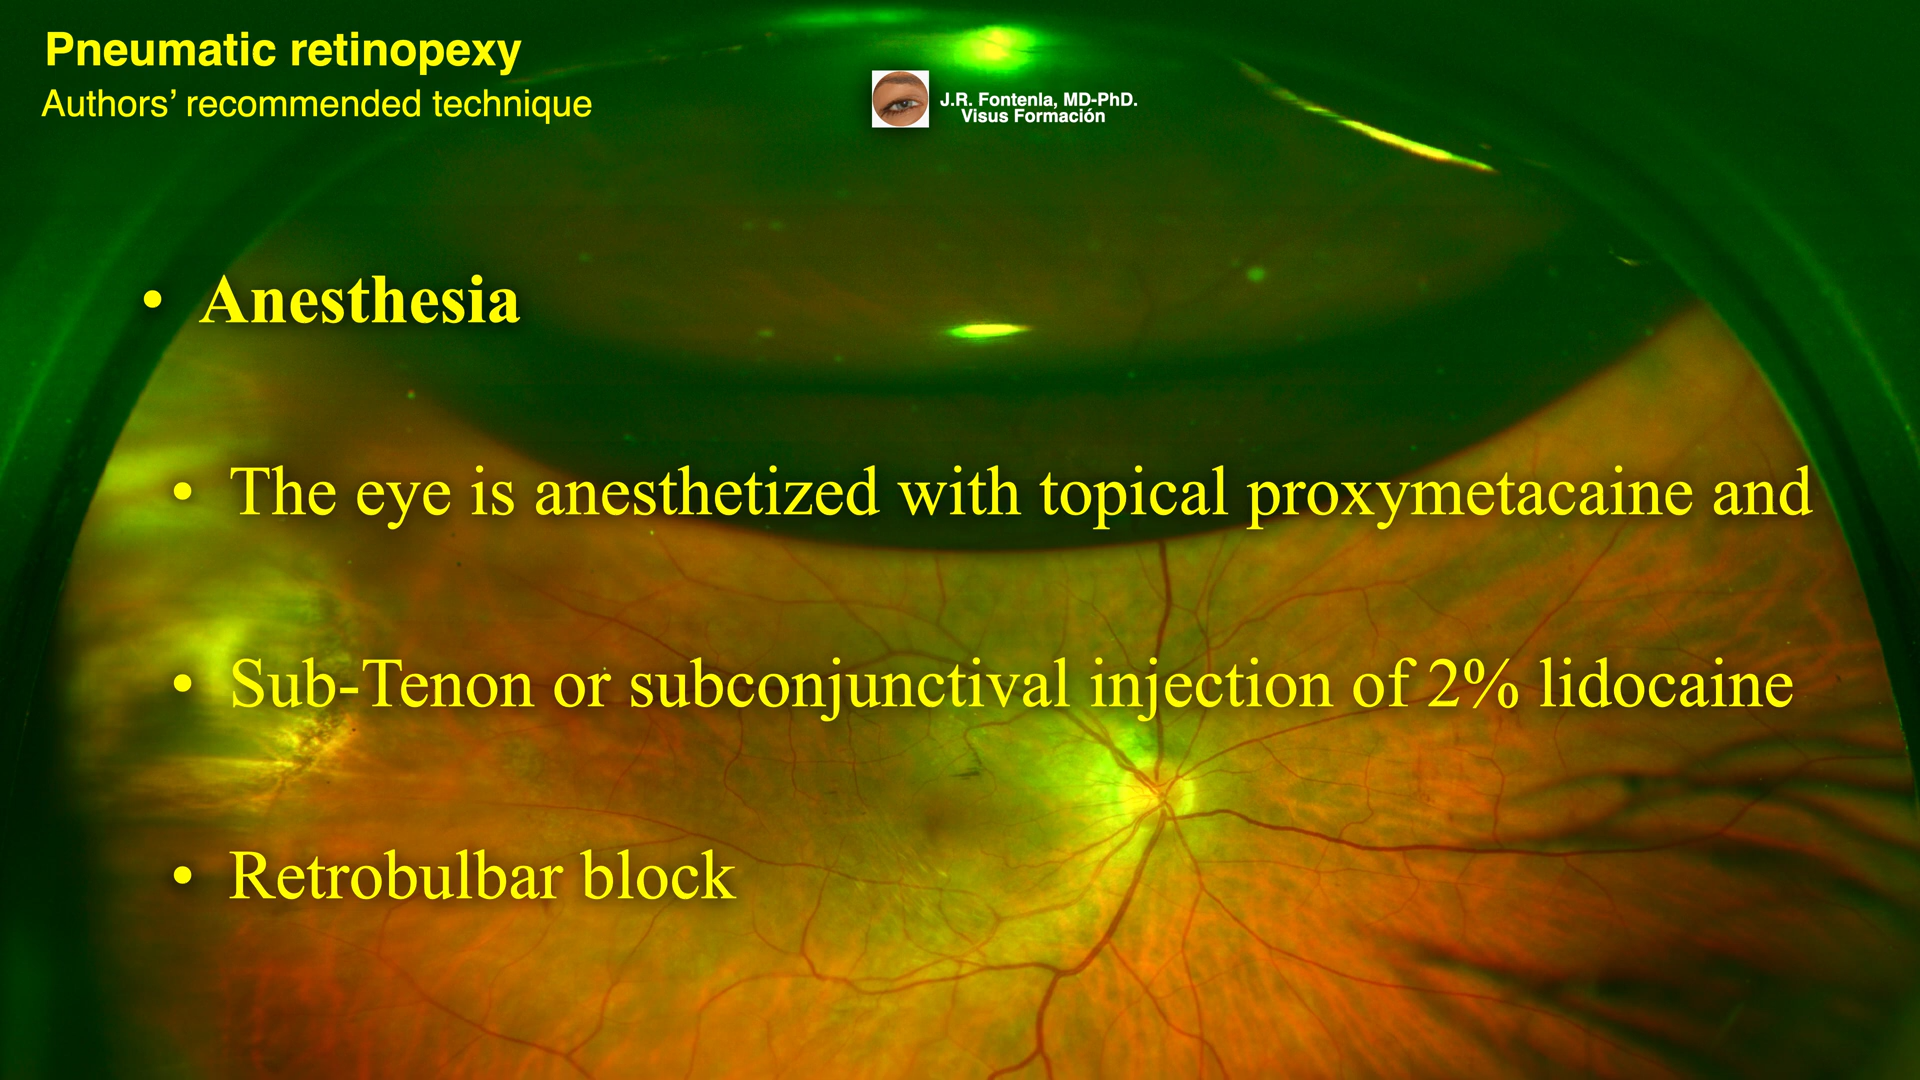 Pneumatic retinopexy
Authors’ recommended technique
J.R. Fontenla, MD-PhD.
Visus Formación
• Anesthesia
• The eye is anesthetized with topical proxymetacaine and
• Sub-Tenon or subconjunctival injection of 2% lidocaine
• Retrobulbar block